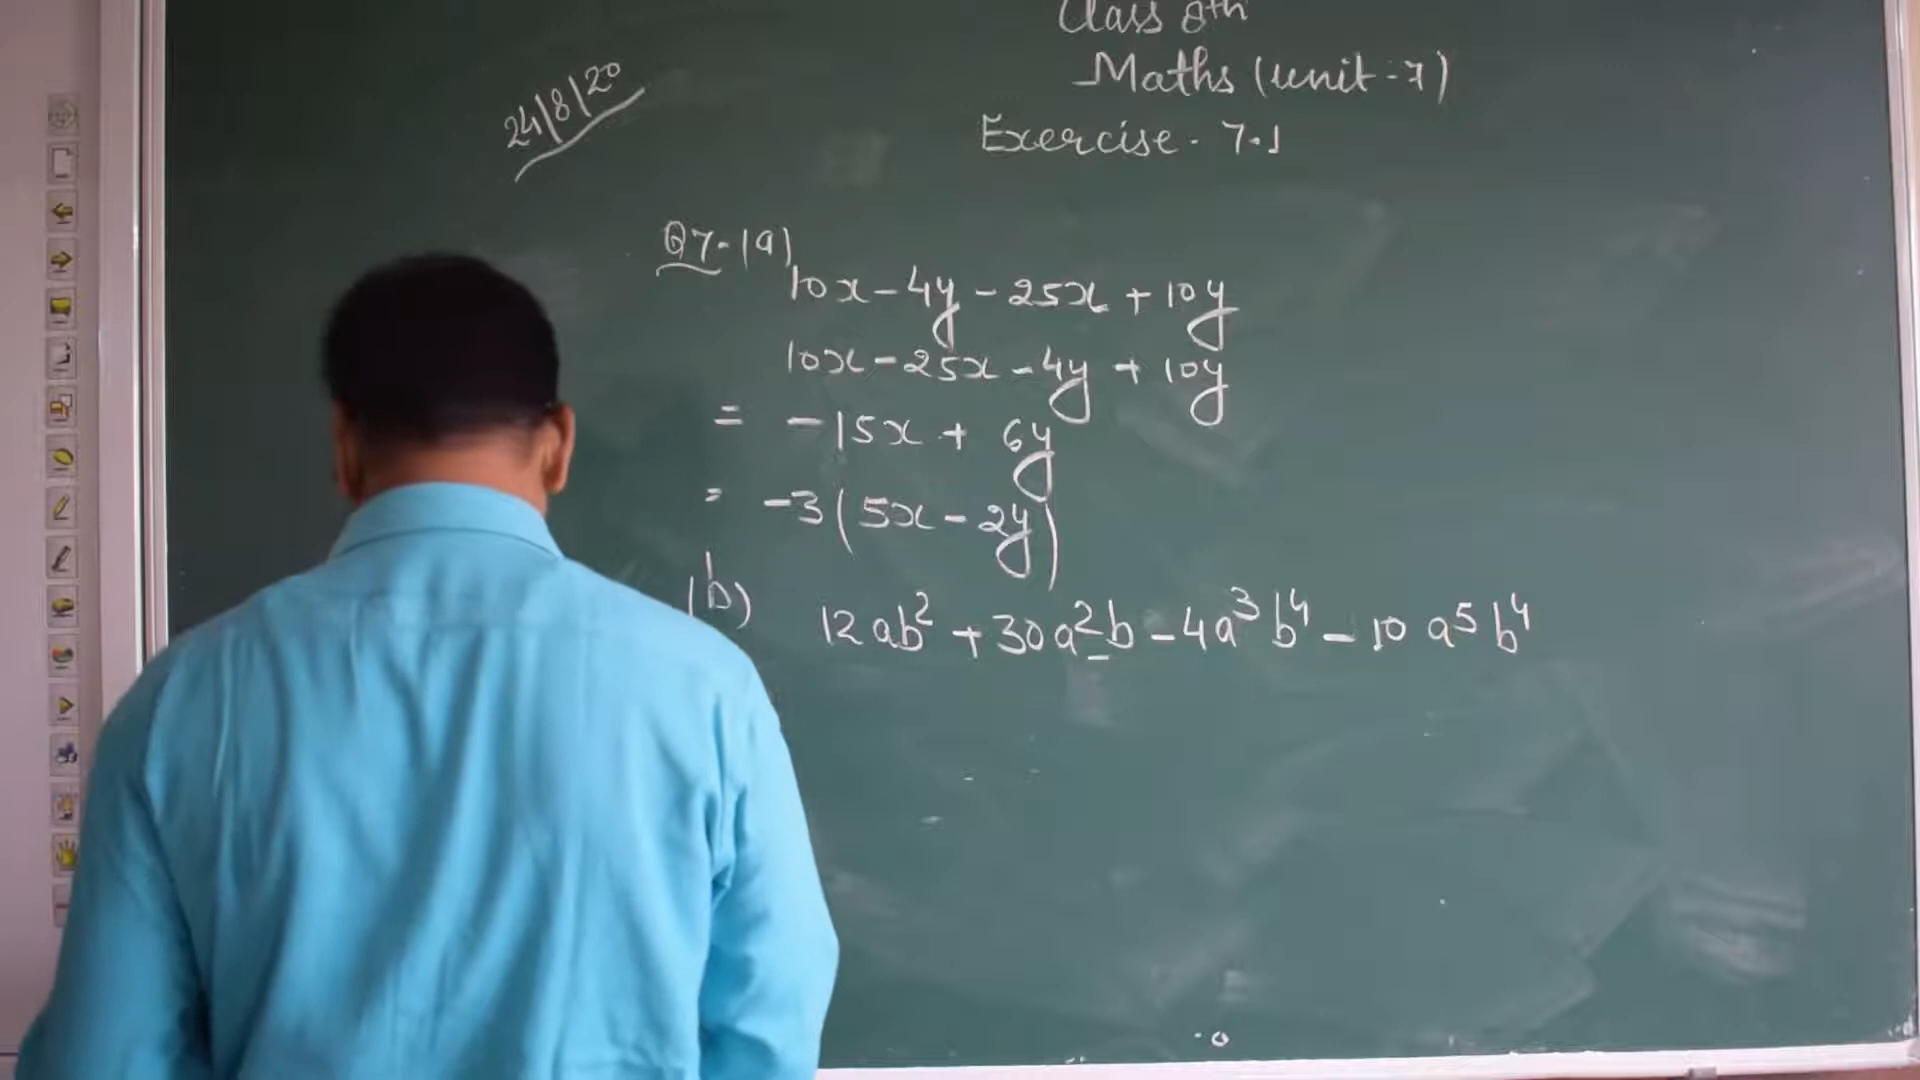 Class 8th
Maths (unit-7)
24/8/20
Exercise - 7.1
Q7-(a)
10x - 4y - 25x + 10y
10x - 25x - 4y + 10y
= - 15x + 6y
= -3(5x - 2y)
(b) 12ab² + 30a²b - 4a³b⁴ - 10a⁵b⁴